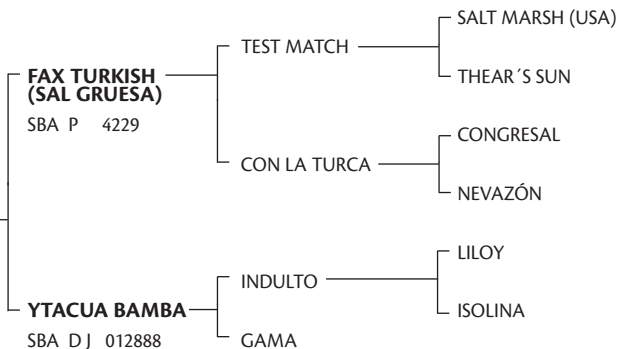 SALT MARSH (USA)
TEST MATCH
FAX TURKISH
(SAL GRUESA)
THEAR´S SUN
SBA P 4229
CONGRESAL
CON LA TURCA
NEVAZÓN
LILOY
INDULTO
YTACUA BAMBA
ISOLINA
SBA DJ 012888
GAMA